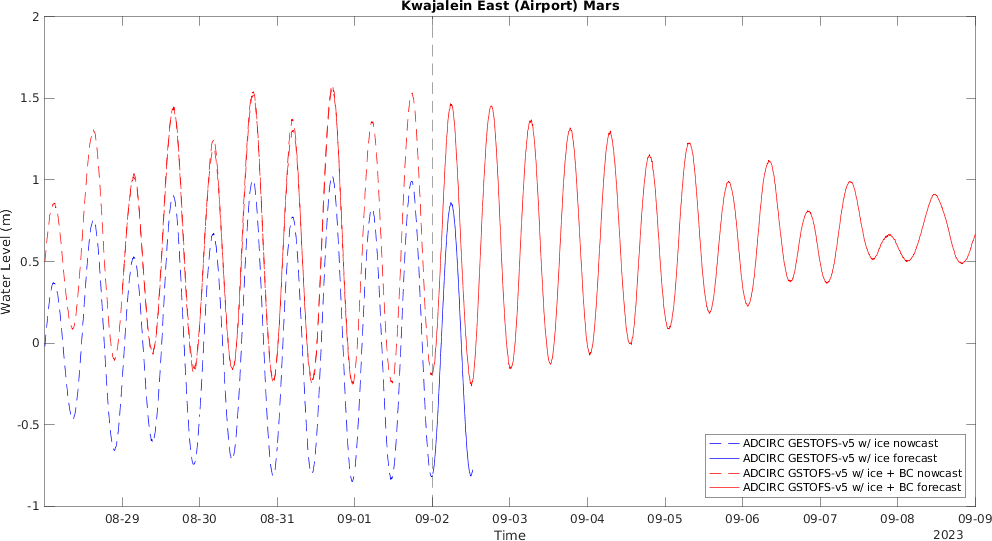 Kwajalein East (Airport) Mars
2
1.5
1
0.5
0
-0.5
-1
Water Level (m)
08-29 08-30 08-31 09-01 09-02 09-03 09-04 09-05 09-06 09-07 09-08 09-09
Time
2023
ADCIRC GESTOFS-v5 w/ ice nowcast
ADCIRC GESTOFS-v5 w/ ice forecast
ADCIRC GSTOFS-v5 w/ ice + BC nowcast
ADCIRC GSTOFS-v5 w/ ice + BC forecast